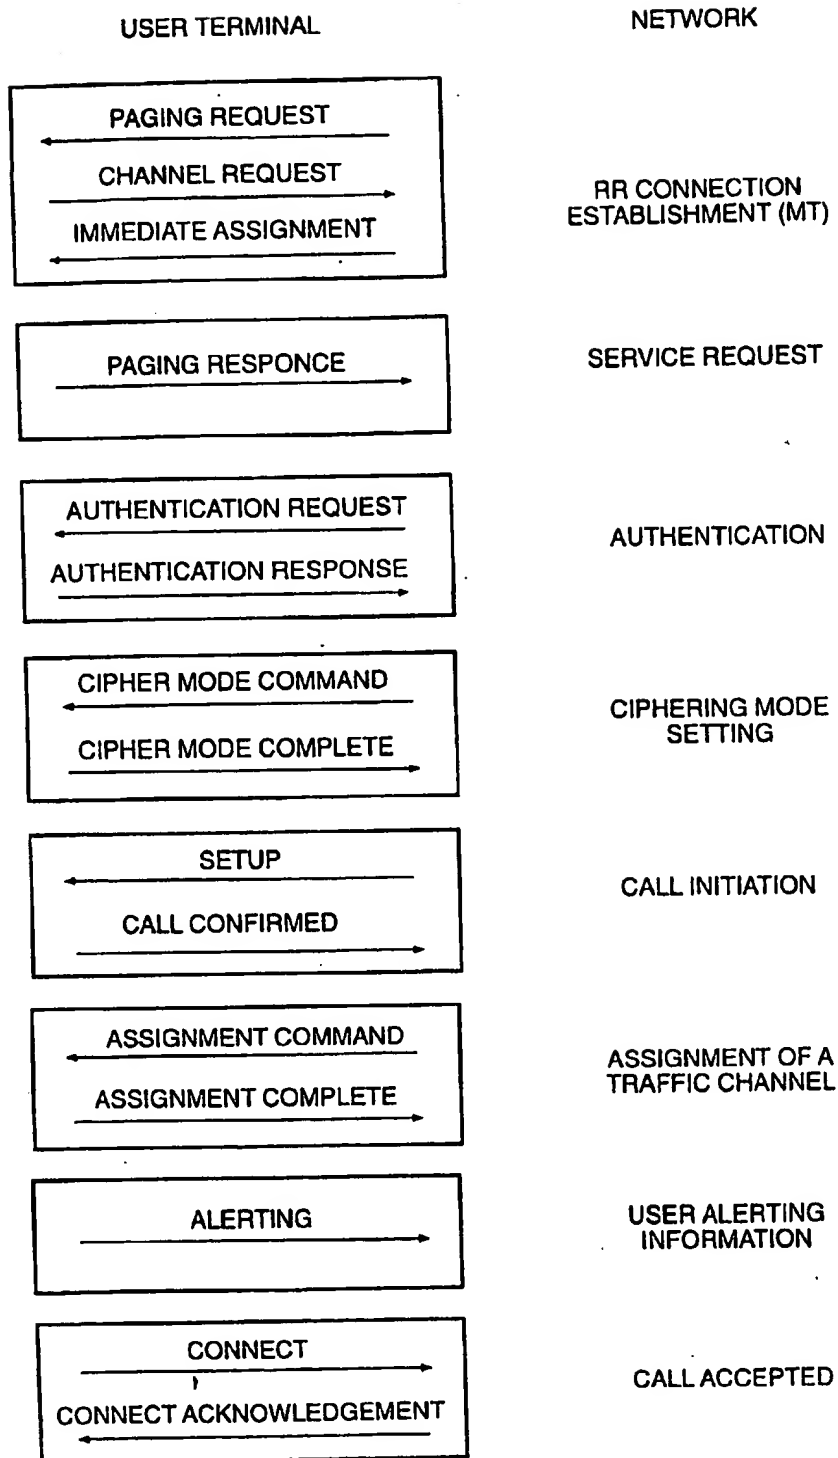 USER TERMINAL
NETWORK
PAGING REQUEST
CHANNEL REQUEST
IMMEDIATE ASSIGNMENT
RR CONNECTION
ESTABLISHMENT (MT)
PAGING RESPONCE
SERVICE REQUEST
AUTHENTICATION REQUEST
AUTHENTICATION RESPONSE
AUTHENTICATION
CIPHER MODE COMMAND
CIPHER MODE COMPLETE
CIPHERING MODE
SETTING
SETUP
CALL CONFIRMED
CALL INITIATION
ASSIGNMENT COMMAND
ASSIGNMENT COMPLETE
ASSIGNMENT OF A
TRAFFIC CHANNEL
ALERTING
USER ALERTING
INFORMATION
CONNECT
CONNECT ACKNOWLEDGEMENT
CALL ACCEPTED